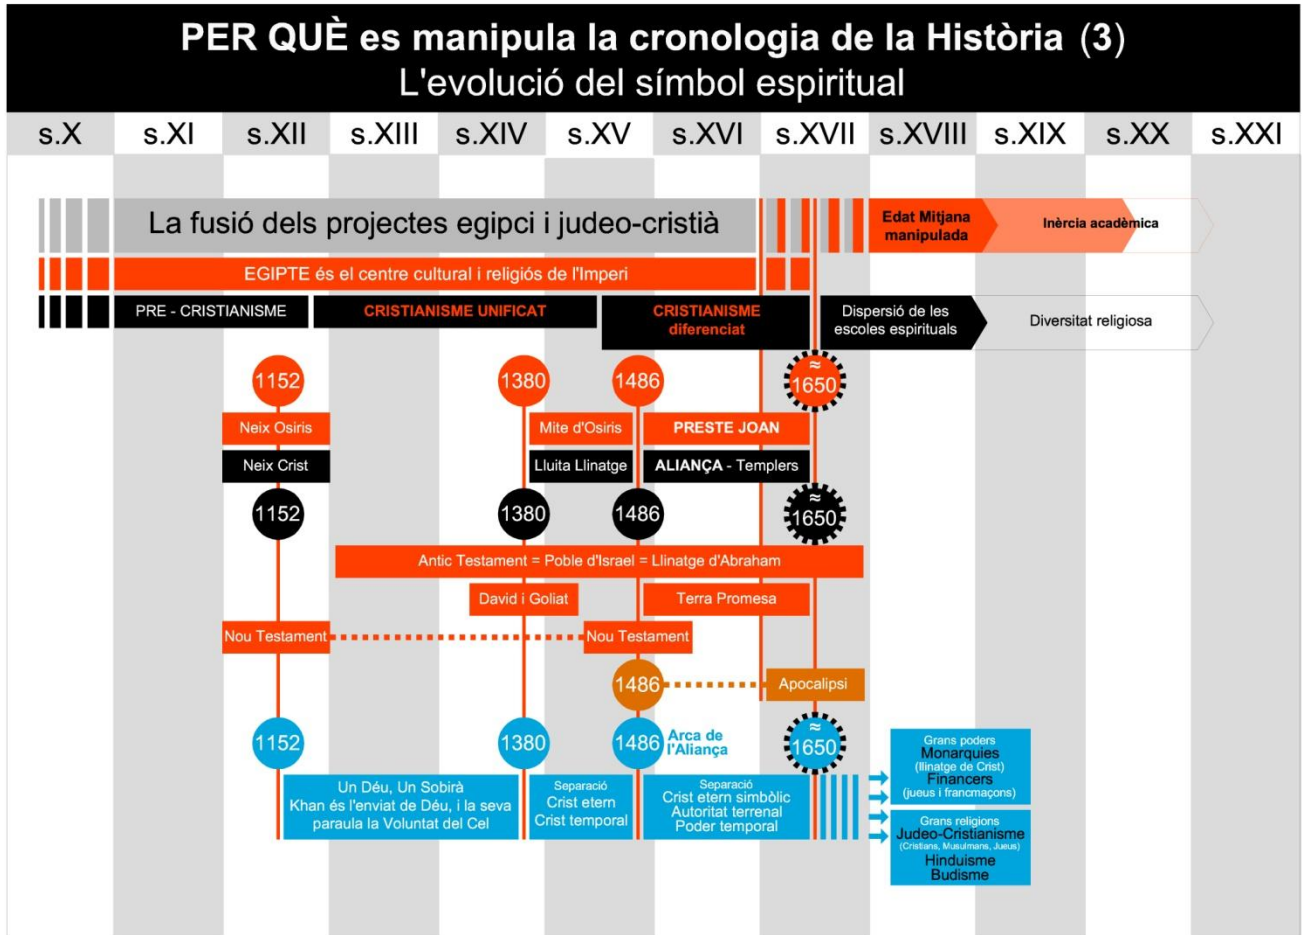 PER QUÈ es manipula la cronologia de la Història (3)
L'evolució del símbol espiritual
s.X s.XI s.XII s.XIII s.XIV s.XV s.XVI s.XVII s.XVIII s.XIX s.XX s.XXI
La fusió dels projectes egipci i judeo-cristià
Edat Mitjana
manipulada
Inèrcia acadèmica
EGIPTE és el centre cultural i religiós de l'Imperi
PRE - CRISTIANISME
CRISTIANISME UNIFICAT
CRISTIANISME
diferenciat
Dispersió de les
escoles espirituals
Diversitat religiosa
1152 1380 1486 ≈ 1650
Neix Osiris
Mite d'Osiris
PRESTE JOAN
Neix Crist
Lluita Llinatge
ALIANÇA - Templers
1152 1380 1486 ≈ 1650
Antic Testament = Poble d'Israel = Llinatge d'Abraham
David i Goliat
Terra Promesa
Nou Testament
Nou Testament
1486
Apocalipsi
1152 1380 1486
Arca de
l'Aliança
≈ 1650
Un Déu, Un Sobirà
Khan és l'enviat de Déu, i la seva
paraula la Voluntat del Cel
Separació
Crist etern
Crist temporal
Separació
Crist etern simbòlic
Autoritat terrenal
Poder temporal
Grans poders
Monarquies
(llinatge de Crist)
Financers
(jueus i francmaçons)
Grans religions
Judeo-Cristianisme
(Cristians, Musulmans, Jueus)
Hinduisme
Budisme